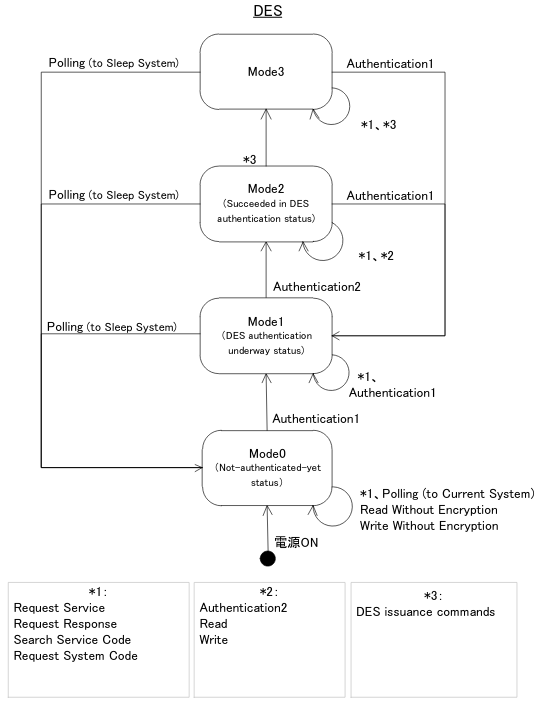 DES
Polling (to Sleep System)
Mode3
Authentication1
*1、*3
*3
Polling (to Sleep System)
Mode2
(Succeeded in DES
authentication status)
Authentication1
*1、*2
Authentication2
Polling (to Sleep System)
Mode1
(DES authentication
underway status)
*1、
Authentication1
Authentication1
Mode0
(Not-authenticated-yet
status)
*1、Polling (to Current System)
Read Without Encryption
Write Without Encryption
電源ON
*1:
Request Service
Request Response
Search Service Code
Request System Code
*2:
Authentication2
Read
Write
*3:
DES issuance commands